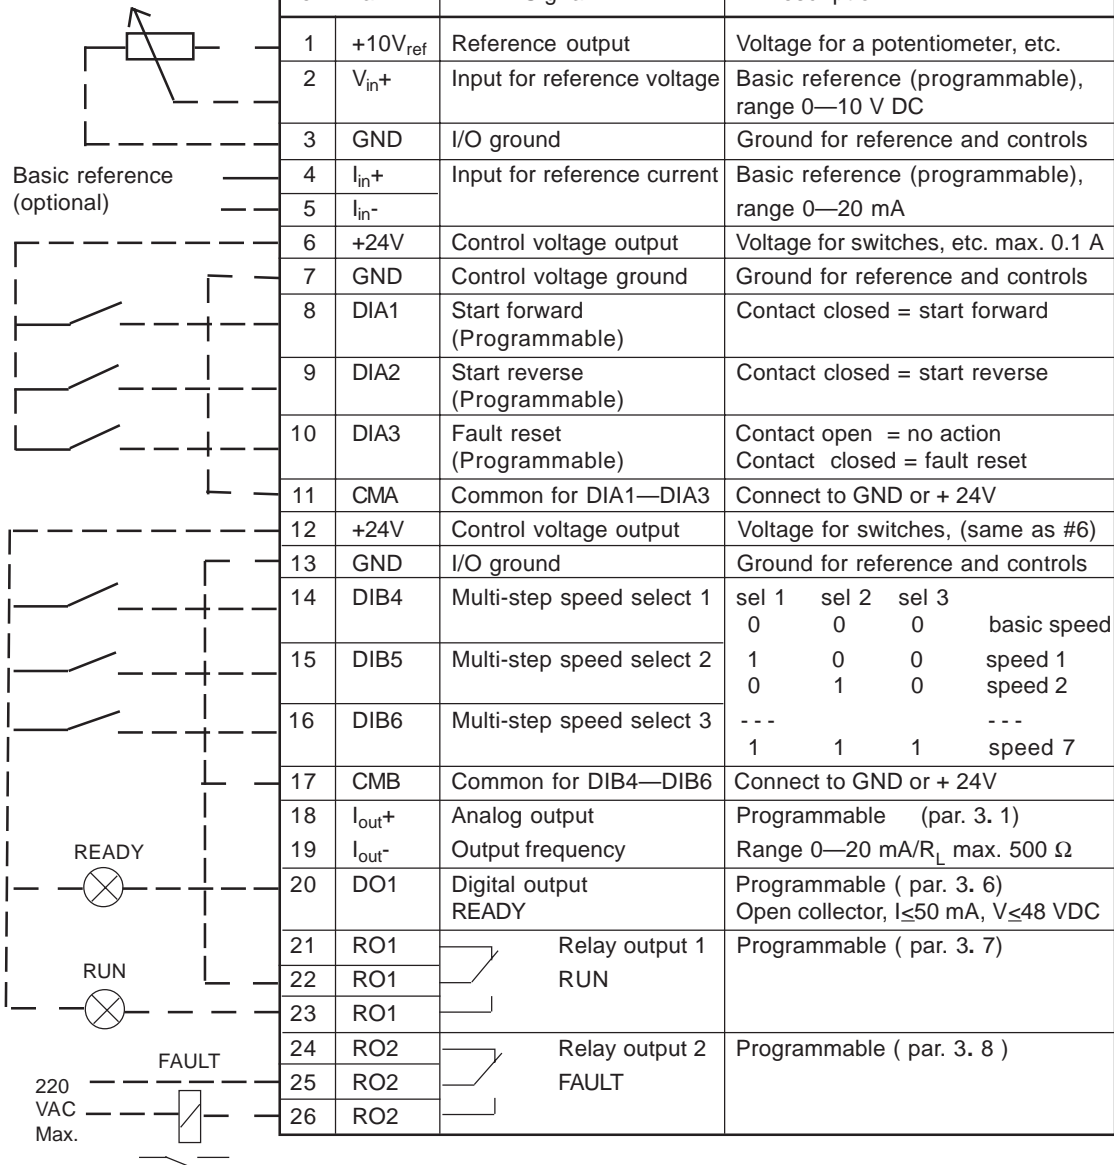 1 +10Vref Reference output Voltage for a potentiometer, etc.
2 Vin+ Input for reference voltage Basic reference (programmable),
range 0—10 V DC
3 GND I/O ground Ground for reference and controls
Basic reference
(optional)
4 Iin+ Input for reference current Basic reference (programmable),
5 Iin- range 0—20 mA
6 +24V Control voltage output Voltage for switches, etc. max. 0.1 A
7 GND Control voltage ground Ground for reference and controls
8 DIA1 Start forward Contact closed = start forward
(Programmable)
9 DIA2 Start reverse Contact closed = start reverse
(Programmable)
10 DIA3 Fault reset Contact open = no action
(Programmable) Contact closed = fault reset
11 CMA Common for DIA1—DIA3 Connect to GND or + 24V
12 +24V Control voltage output Voltage for switches, (same as #6)
13 GND I/O ground Ground for reference and controls
14 DIB4 Multi-step speed select 1 sel 1 sel 2 sel 3
0 0 0 basic speed
15 DIB5 Multi-step speed select 2 1 0 0 speed 1
0 1 0 speed 2
16 DIB6 Multi-step speed select 3 - - - - - -
1 1 1 speed 7
17 CMB Common for DIB4—DIB6 Connect to GND or + 24V
18 Iout+ Analog output Programmable (par. 3. 1)
19 Iout- Output frequency Range 0—20 mA/RL max. 500 Ω
READY
20 DO1 Digital output Programmable ( par. 3. 6)
READY Open collector, I≤50 mA, V≤48 VDC
21 RO1 Relay output 1 Programmable ( par. 3. 7)
RUN
22 RO1 RUN
23 RO1
24 RO2 Relay output 2 Programmable ( par. 3. 8 )
FAULT
25 RO2 FAULT
26 RO2
220
VAC
Max.